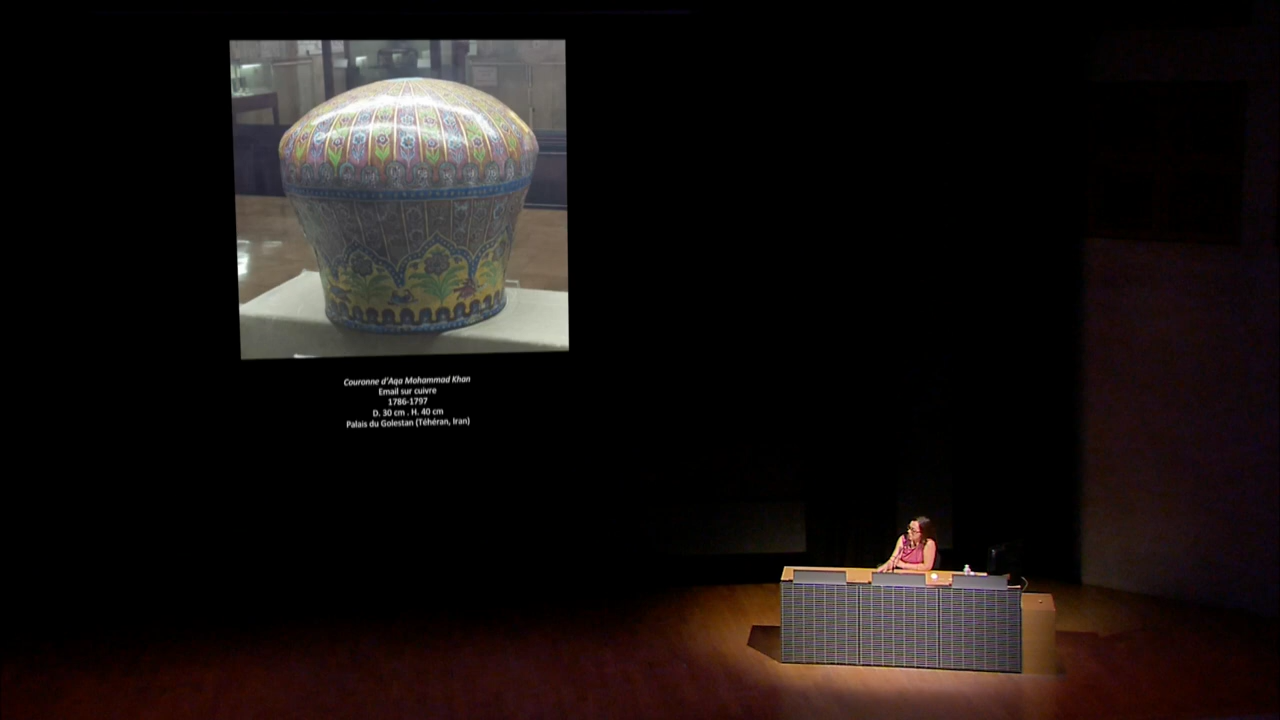 Couronne d'Aqa Mohammad Khan
Email sur cuivre
1786-1797
D. 30 cm . H. 40 cm
Palais du Golestan (Téhéran, Iran)